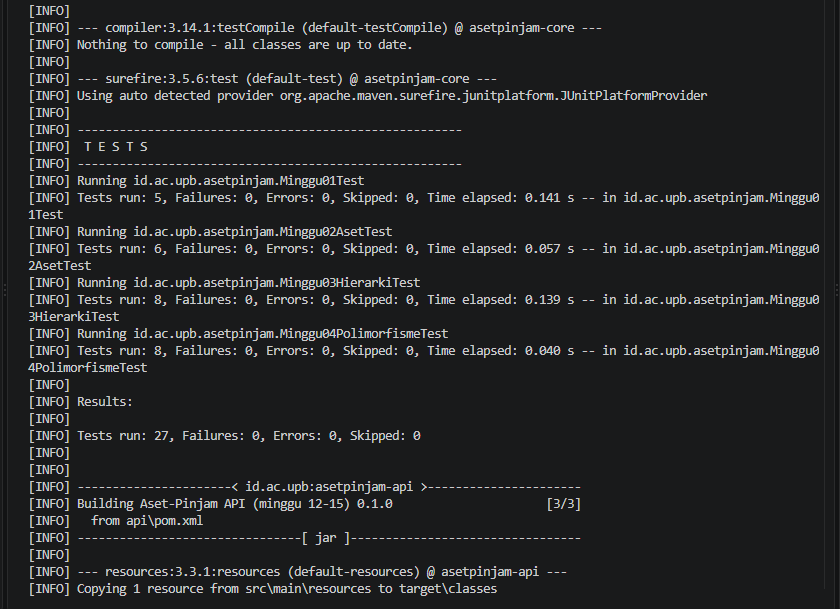 [INFO]
[INFO] --- compiler:3.14.1:testCompile (default-testCompile) @ asetpinjam-core ---
[INFO] Nothing to compile - all classes are up to date.
[INFO]
[INFO] --- surefire:3.5.6:test (default-test) @ asetpinjam-core ---
[INFO] Using auto detected provider org.apache.maven.surefire.junitplatform.JUnitPlatformProvider
[INFO]
[INFO] -------------------------------------------------------
[INFO]  T E S T S
[INFO] -------------------------------------------------------
[INFO] Running id.ac.upb.asetpinjam.Minggu01Test
[INFO] Tests run: 5, Failures: 0, Errors: 0, Skipped: 0, Time elapsed: 0.141 s -- in id.ac.upb.asetpinjam.Minggu0
1Test
[INFO] Running id.ac.upb.asetpinjam.Minggu02AsetTest
[INFO] Tests run: 6, Failures: 0, Errors: 0, Skipped: 0, Time elapsed: 0.057 s -- in id.ac.upb.asetpinjam.Minggu0
2AsetTest
[INFO] Running id.ac.upb.asetpinjam.Minggu03HierarkiTest
[INFO] Tests run: 8, Failures: 0, Errors: 0, Skipped: 0, Time elapsed: 0.139 s -- in id.ac.upb.asetpinjam.Minggu0
3HierarkiTest
[INFO] Running id.ac.upb.asetpinjam.Minggu04PolimorfismeTest
[INFO] Tests run: 8, Failures: 0, Errors: 0, Skipped: 0, Time elapsed: 0.040 s -- in id.ac.upb.asetpinjam.Minggu0
4PolimorfismeTest
[INFO]
[INFO] Results:
[INFO]
[INFO] Tests run: 27, Failures: 0, Errors: 0, Skipped: 0
[INFO]
[INFO]
[INFO] ----------------------< id.ac.upb:asetpinjam-api >----------------------
[INFO] Building Aset-Pinjam API (minggu 12-15) 0.1.0                      [3/3]
[INFO]   from api\pom.xml
[INFO] --------------------------------[ jar ]---------------------------------
[INFO]
[INFO] --- resources:3.3.1:resources (default-resources) @ asetpinjam-api ---
[INFO] Copying 1 resource from src\main\resources to target\classes